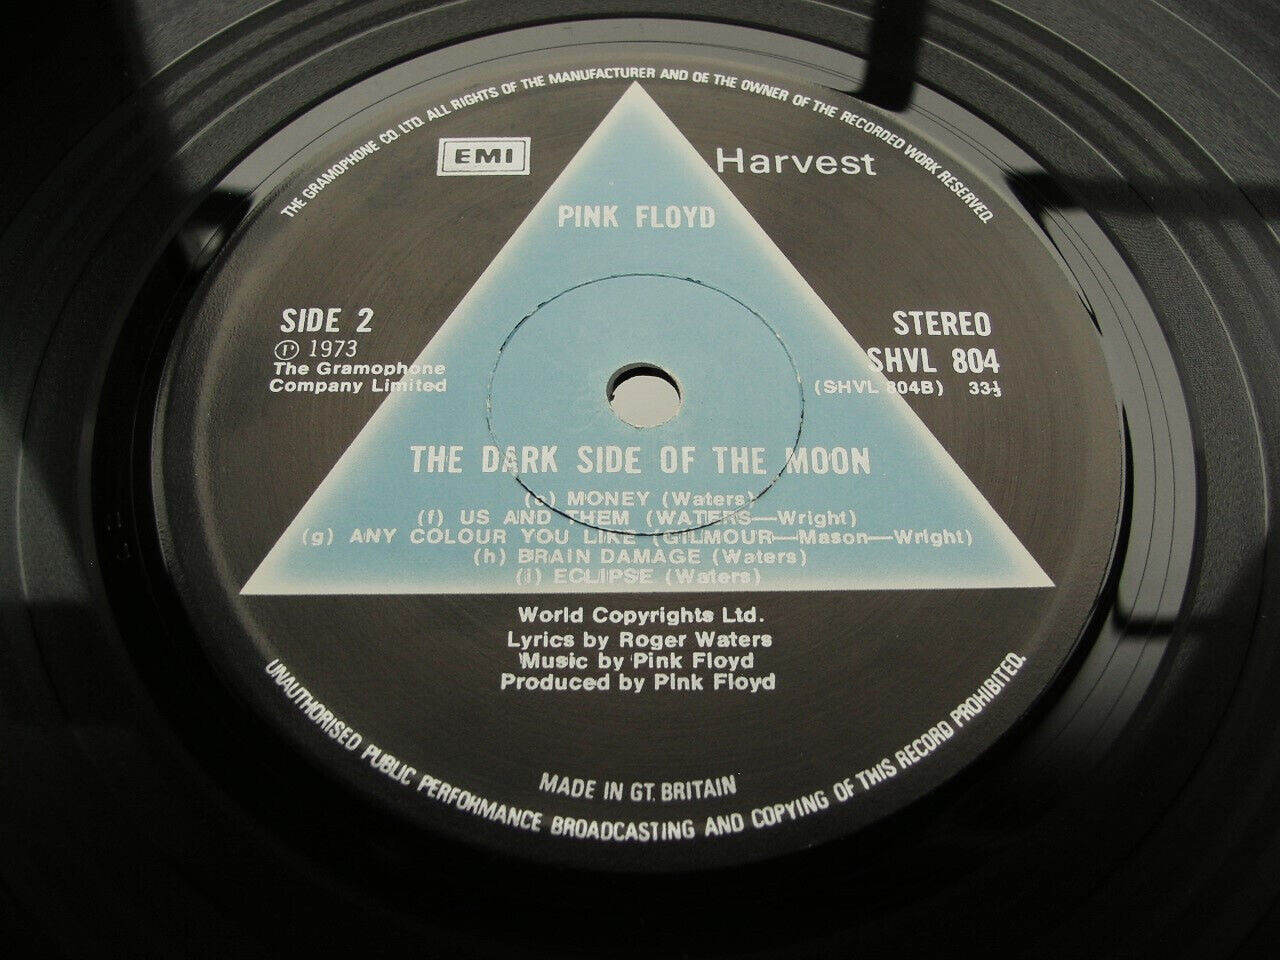 THE GRAMOPHONE CO. LTD. ALL RIGHTS OF THE MANUFACTURER AND OF THE OWNER OF THE RECORDED WORK RESERVED.
EMI
Harvest
PINK FLOYD
SIDE 2
Ⓟ 1973
The Gramophone
Company Limited
STEREO
SHVL 804
(SHVL 804B) 33⅓
THE DARK SIDE OF THE MOON
(e) MONEY (Waters)
(f) US AND THEM (WATERS—Wright)
(g) ANY COLOUR YOU LIKE (GILMOUR—Mason—Wright)
(h) BRAIN DAMAGE (Waters)
(i) ECLIPSE (Waters)
World Copyrights Ltd.
Lyrics by Roger Waters
Music by Pink Floyd
Produced by Pink Floyd
MADE IN GT. BRITAIN
UNAUTHORISED PUBLIC PERFORMANCE BROADCASTING AND COPYING OF THIS RECORD PROHIBITED.